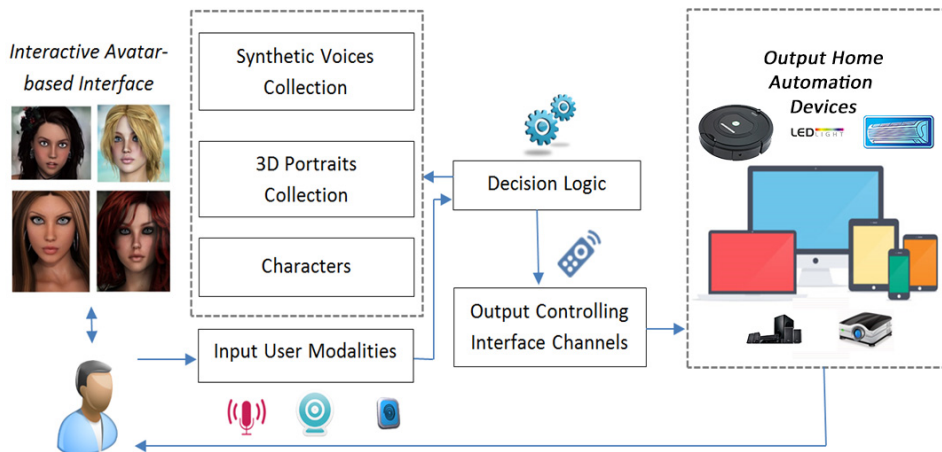 Interactive Avatar-
based Interface
Synthetic Voices
Collection
3D Portraits
Collection
Characters
Input User Modalities
Decision Logic
Output Controlling
Interface Channels
Output Home
Automation
Devices
LED
LIGHT